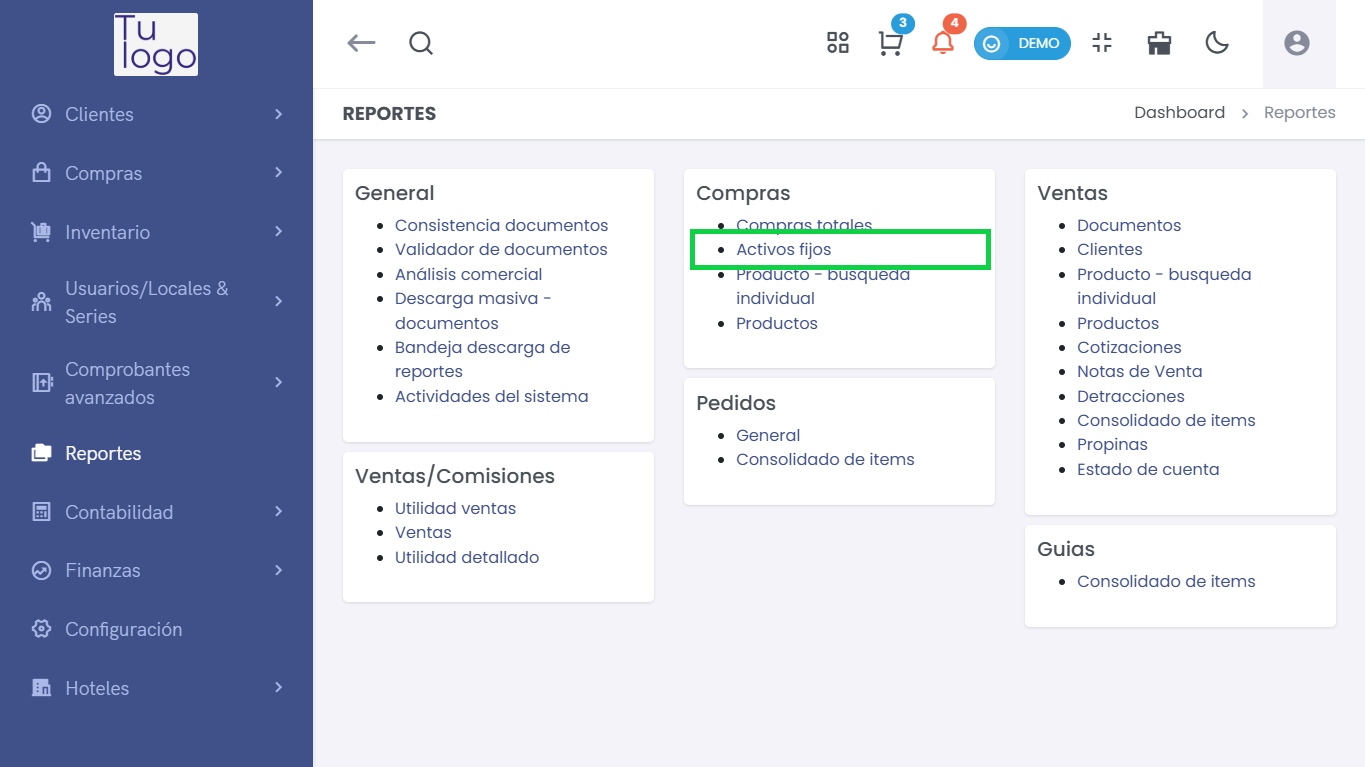 Tu
logo
Clientes
Compras
Inventario
Usuarios/Locales &
Series
Comprobantes
avanzados
Reportes
Contabilidad
Finanzas
Configuración
Hoteles
3
4
DEMO
REPORTES
Dashboard > Reportes
General
Consistencia documentos
Validador de documentos
Análisis comercial
Descarga masiva -
documentos
Bandeja descarga de
reportes
Actividades del sistema
Ventas/Comisiones
Utilidad ventas
Ventas
Utilidad detallado
Compras
Compras totales
Activos fijos
Producto - busqueda
individual
Productos
Pedidos
General
Consolidado de items
Ventas
Documentos
Clientes
Producto - busqueda
individual
Productos
Cotizaciones
Notas de Venta
Detracciones
Consolidado de items
Propinas
Estado de cuenta
Guias
Consolidado de items